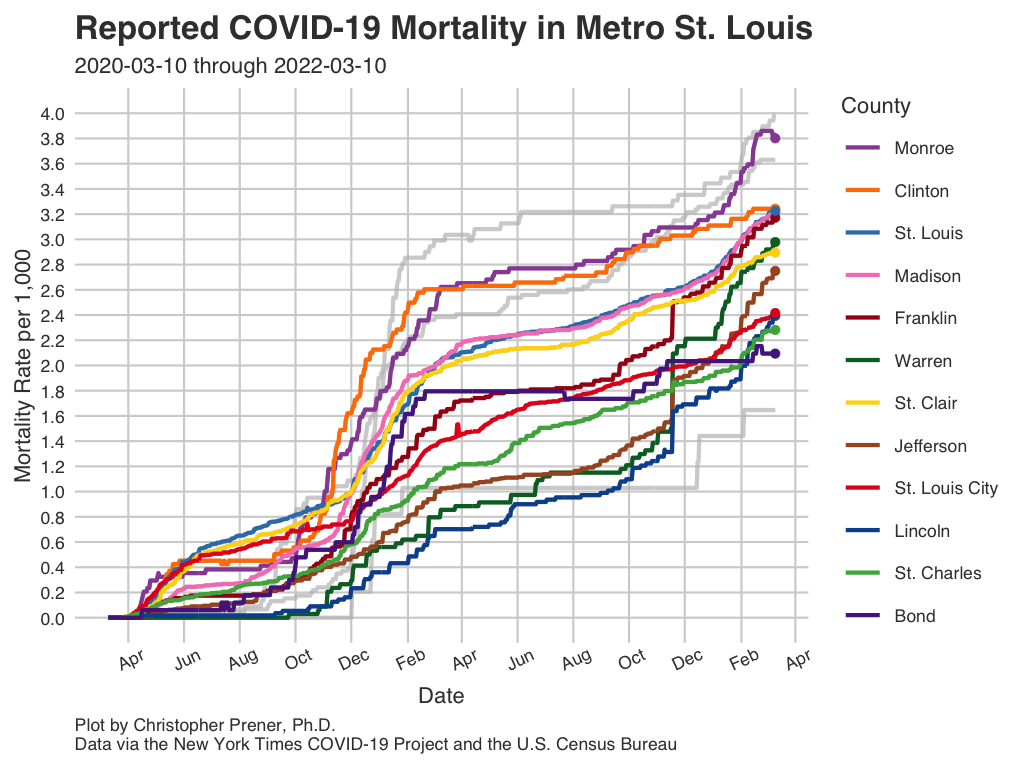 Reported COVID-19 Mortality in Metro St. Louis
2020-03-10 through 2022-03-10
Mortality Rate per 1,000
4.0
3.8
3.6
3.4
3.2
3.0
2.8
2.6
2.4
2.2
2.0
1.8
1.6
1.4
1.2
1.0
0.8
0.6
0.4
0.2
0.0
Apr Jun Aug Oct Dec Feb Apr Jun Aug Oct Dec Feb Apr
Date
County
Monroe
Clinton
St. Louis
Madison
Franklin
Warren
St. Clair
Jefferson
St. Louis City
Lincoln
St. Charles
Bond
Plot by Christopher Prener, Ph.D.
Data via the New York Times COVID-19 Project and the U.S. Census Bureau